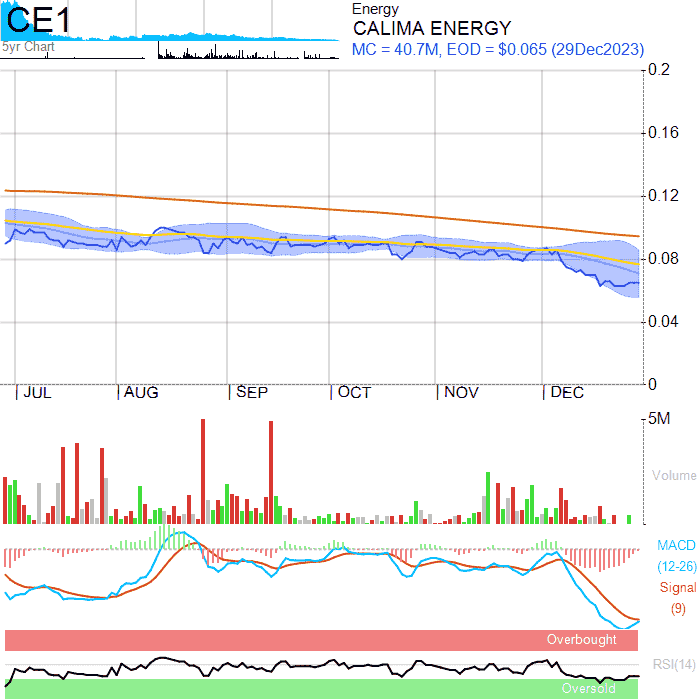 CE1
5yr Chart
Energy
CALIMA ENERGY
MC = 40.7M, EOD = $0.065 (29Dec2023)
0.2
0.16
0.12
0.08
0.04
0
JUL AUG SEP OCT NOV DEC
5M
Volume
MACD
(12-26)
Signal
(9)
Overbought
RSI(14)
Oversold